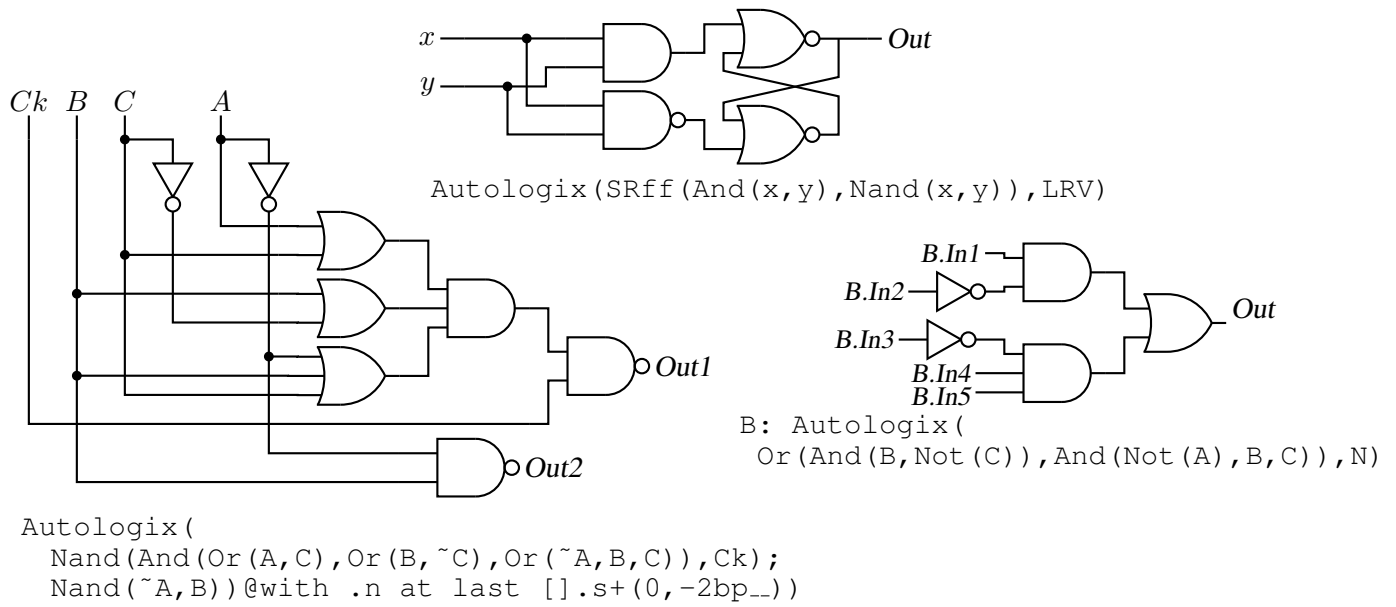 x
y
Out
Autologix(SRff(And(x,y),Nand(x,y)),LRV)
Ck B C A
Out1
Out2
Autologix(
Nand(And(Or(A,C),Or(B,~C),Or(~A,B,C)),Ck);
Nand(~A,B))@with .n at last [].s+(0,-2bp__))
B.In1
B.In2
B.In3
B.In4
B.In5
Out
B: Autologix(
Or(And(B,Not(C)),And(Not(A),B,C)),N)